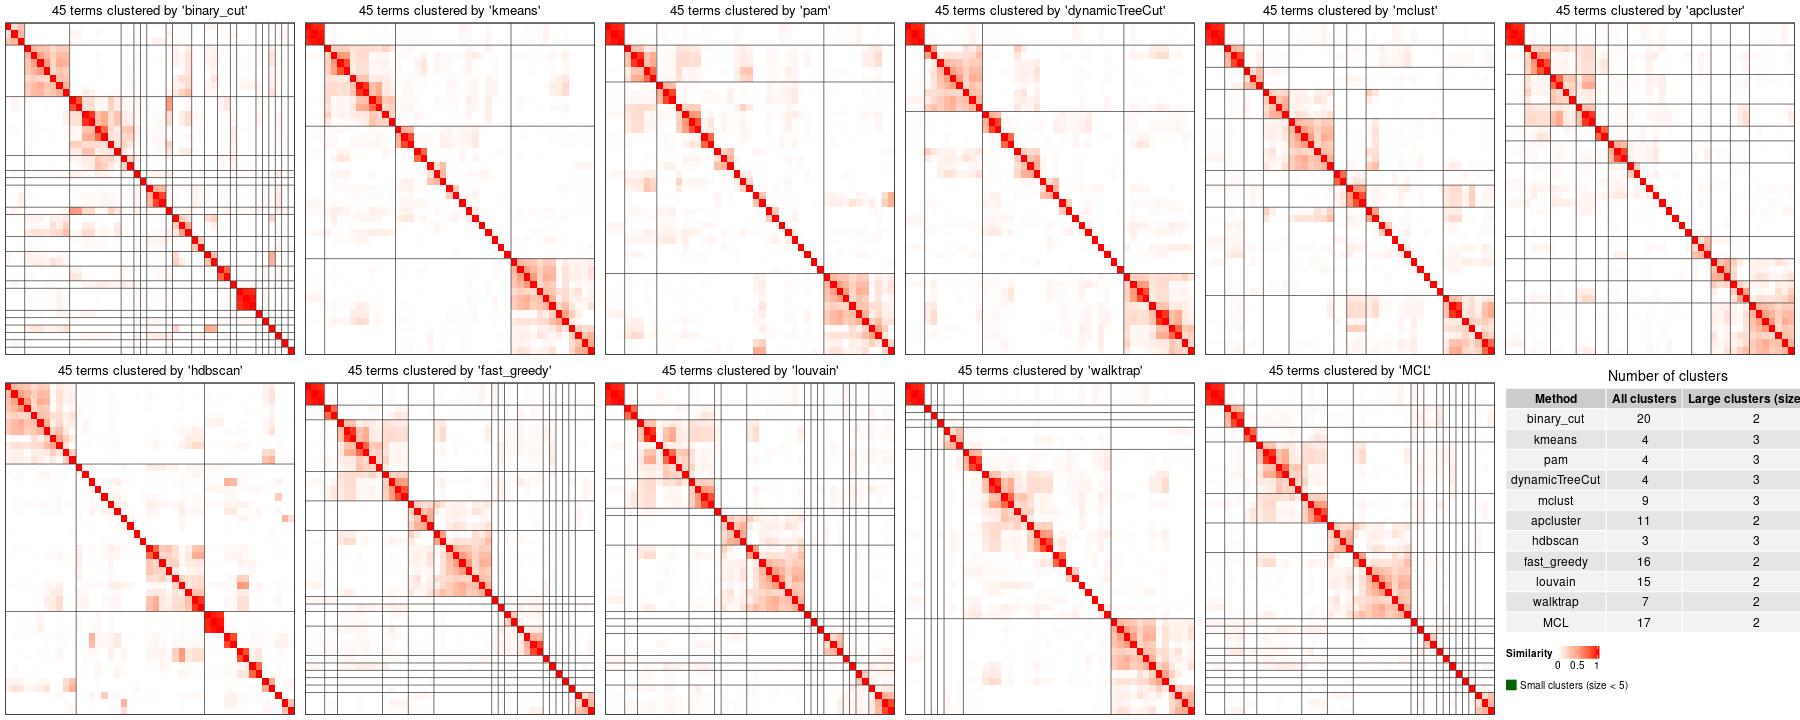 45 terms clustered by 'binary_cut'
45 terms clustered by 'kmeans'
45 terms clustered by 'pam'
45 terms clustered by 'dynamicTreeCut'
45 terms clustered by 'mclust'
45 terms clustered by 'apcluster'
45 terms clustered by 'hdbscan'
45 terms clustered by 'fast_greedy'
45 terms clustered by 'louvain'
45 terms clustered by 'walktrap'
45 terms clustered by 'MCL'
Number of clusters
Method All clusters Large clusters (size
binary_cut 20 2
kmeans 4 3
pam 4 3
dynamicTreeCut 4 3
mclust 9 3
apcluster 11 2
hdbscan 3 3
fast_greedy 16 2
louvain 15 2
walktrap 7 2
MCL 17 2
Similarity
0 0.5 1
Small clusters (size < 5)